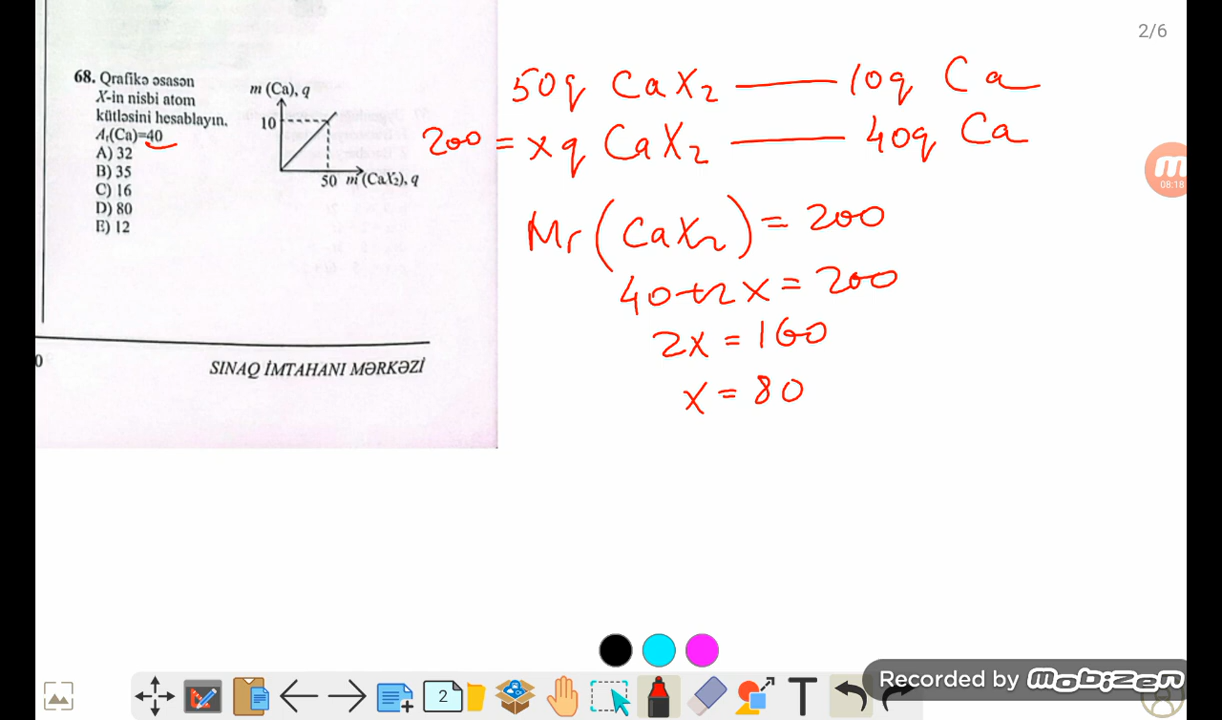 2/6
68. Qrafikə əsasən
X-in nisbi atom
kütləsini hesablayın.
Aᵣ(Ca)=40
A) 32
B) 35
C) 16
D) 80
E) 12
m (Ca), q
10
50 m (CaX₂), q
0
SINAQ İMTAHANI MƏRKƏZİ
50q CaX₂ — 10q Ca
200 = xq CaX₂ — 40q Ca
Mr (CaX₂) = 200
40+2x = 200
2x = 160
x = 80
08:18
2
T
Recorded by mobizen